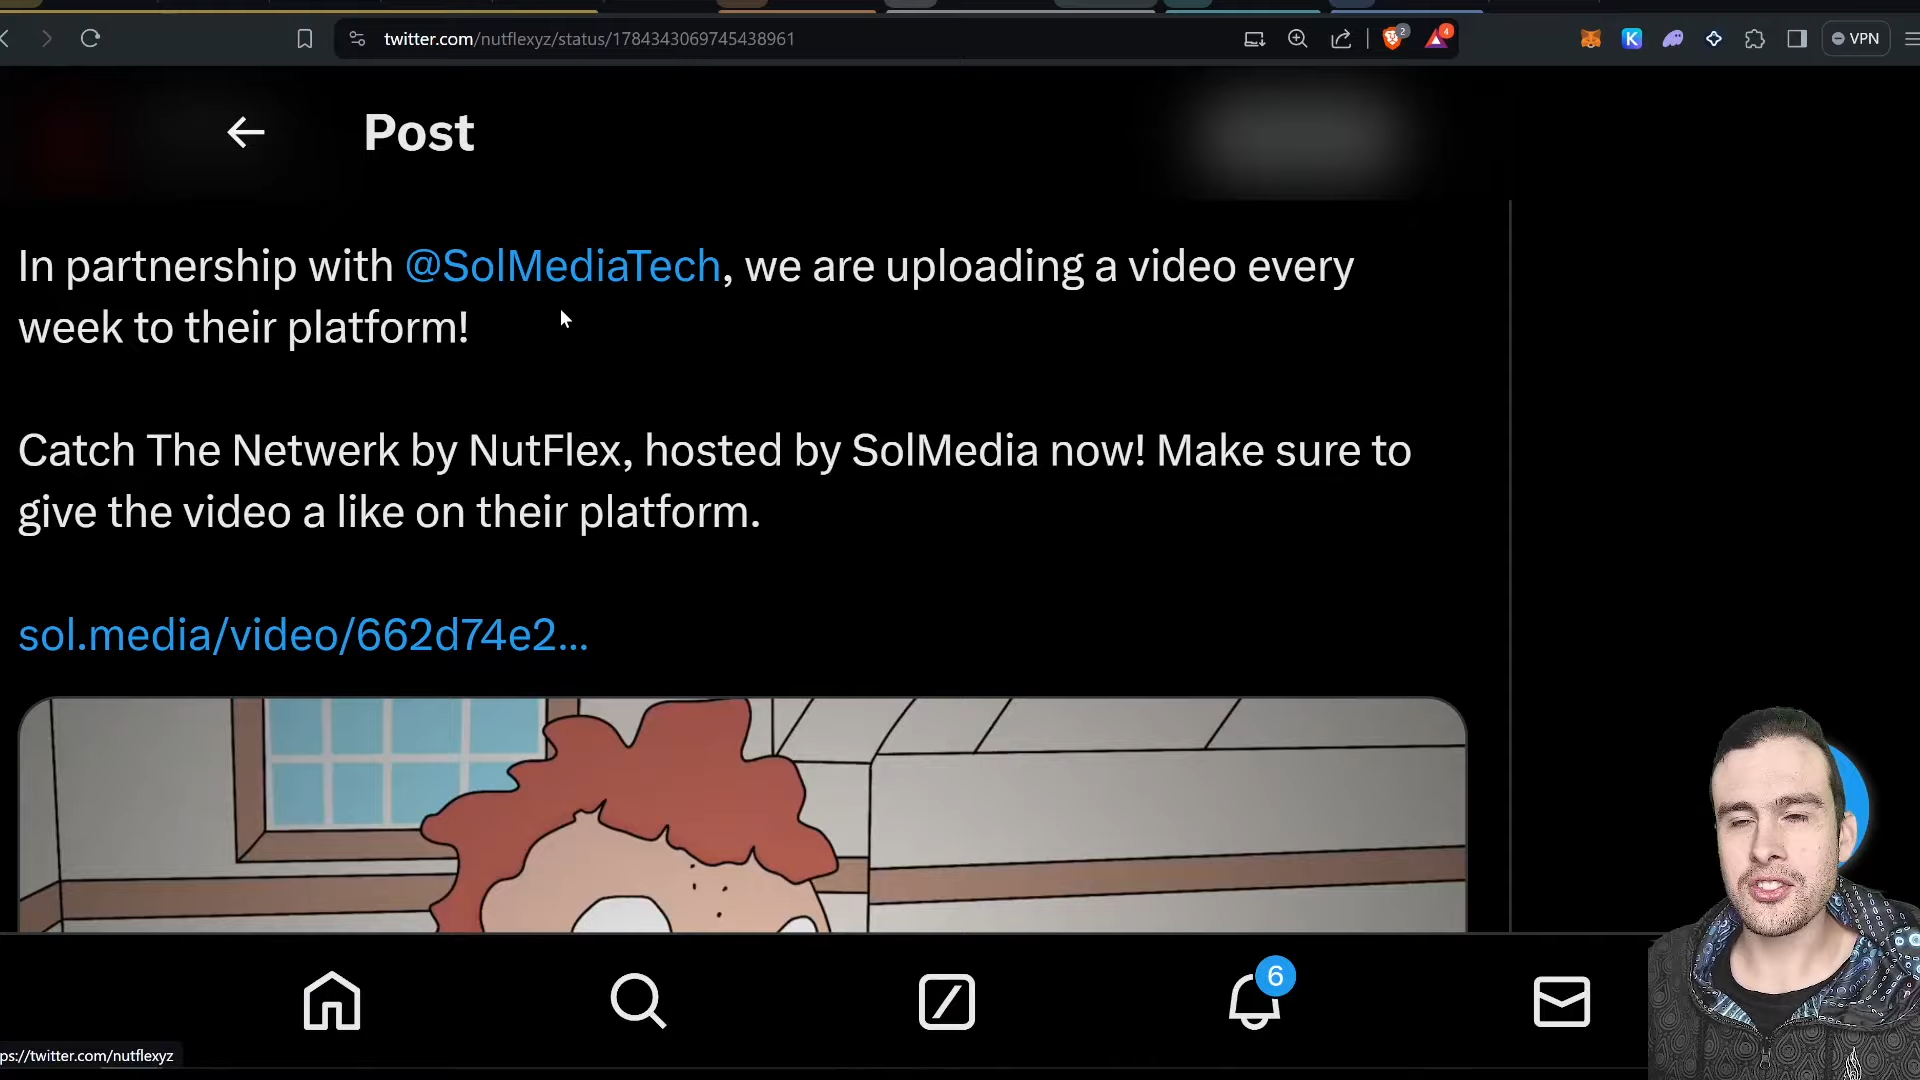 twitter.com/nutflexyz/status/1784343069745438961
2
4
K
VPN
Post
In partnership with @SolMediaTech, we are uploading a video every
week to their platform!
Catch The Netwerk by NutFlex, hosted by SolMedia now! Make sure to
give the video a like on their platform.
sol.media/video/662d74e2...
6
ps://twitter.com/nutflexyz